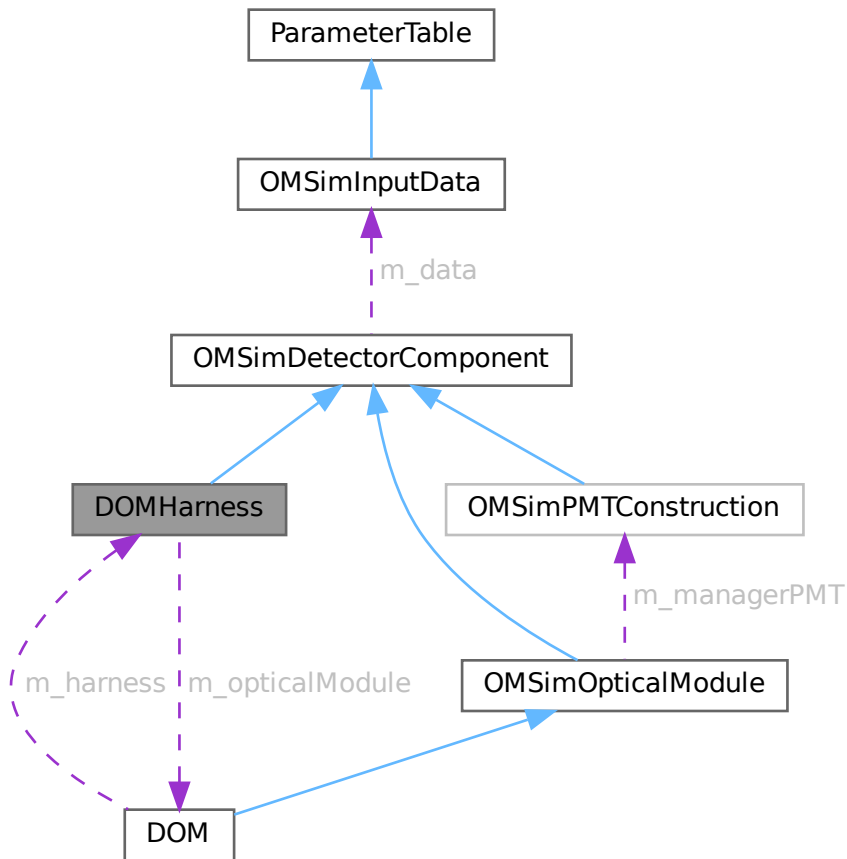 ParameterTable
OMSimInputData
m_data
OMSimDetectorComponent
DOMHarness
OMSimPMTConstruction
m_managerPMT
m_harness
m_opticalModule
OMSimOpticalModule
DOM